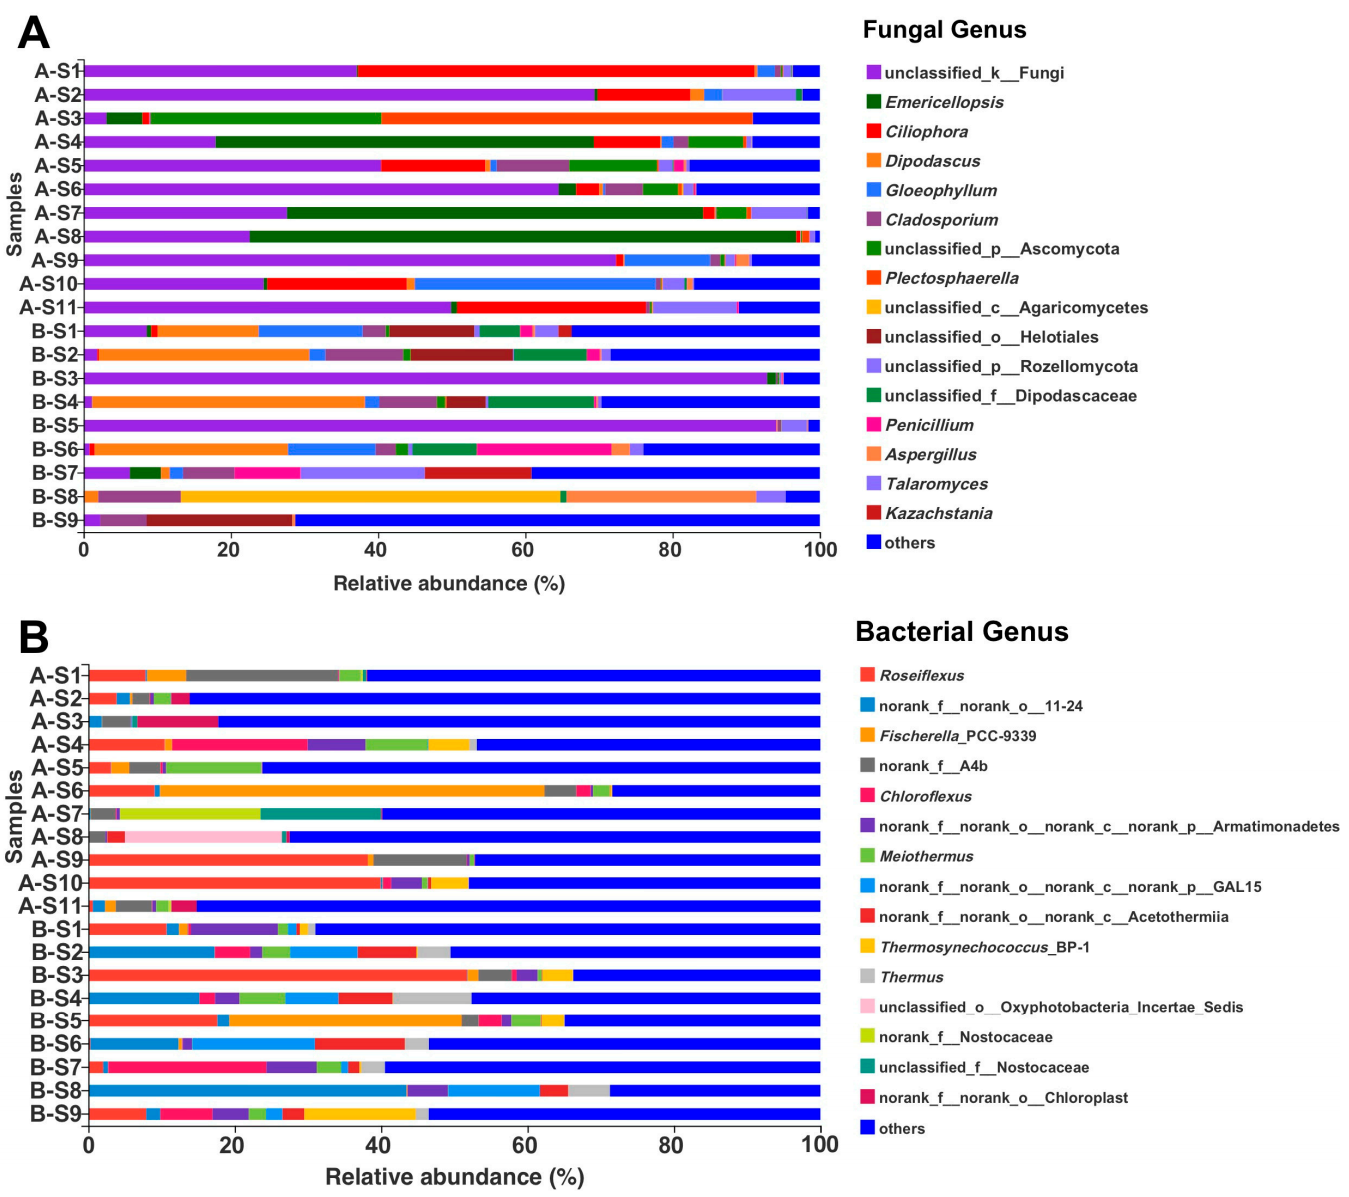 A
Fungal Genus
Samples
A-S1
A-S2
A-S3
A-S4
A-S5
A-S6
A-S7
A-S8
A-S9
A-S10
A-S11
B-S1
B-S2
B-S3
B-S4
B-S5
B-S6
B-S7
B-S8
B-S9
0 20 40 60 80 100
Relative abundance (%)
unclassified_k__Fungi
Emericellopsis
Ciliophora
Dipodascus
Gloeophyllum
Cladosporium
unclassified_p__Ascomycota
Plectosphaerella
unclassified_c__Agaricomycetes
unclassified_o__Helotiales
unclassified_p__Rozellomycota
unclassified_f__Dipodascaceae
Penicillium
Aspergillus
Talaromyces
Kazachstania
others
B
Bacterial Genus
Samples
A-S1
A-S2
A-S3
A-S4
A-S5
A-S6
A-S7
A-S8
A-S9
A-S10
A-S11
B-S1
B-S2
B-S3
B-S4
B-S5
B-S6
B-S7
B-S8
B-S9
0 20 40 60 80 100
Relative abundance (%)
Roseiflexus
norank_f__norank_o__11-24
Fischerella_PCC-9339
norank_f__A4b
Chloroflexus
norank_f__norank_o__norank_c__norank_p__Armatimonadetes
Meiothermus
norank_f__norank_o__norank_c__norank_p__GAL15
norank_f__norank_o__norank_c__Acetothermiia
Thermosynechococcus_BP-1
Thermus
unclassified_o__Oxyphotobacteria_Incertae_Sedis
norank_f__Nostocaceae
unclassified_f__Nostocaceae
norank_f__norank_o__Chloroplast
others